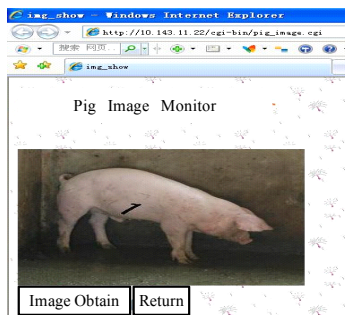 img_show - Windows Internet Explorer
http://10.143.11.22/cgi-bin/pig_image.cgi
搜索 网页
img_show
Pig Image Monitor
1
Image Obtain Return